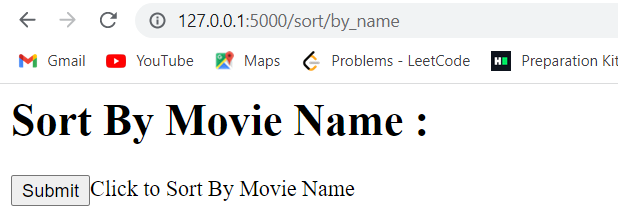 127.0.0.1:5000/sort/by_name
Gmail YouTube Maps Problems - LeetCode Preparation Kit
Sort By Movie Name :
Submit Click to Sort By Movie Name